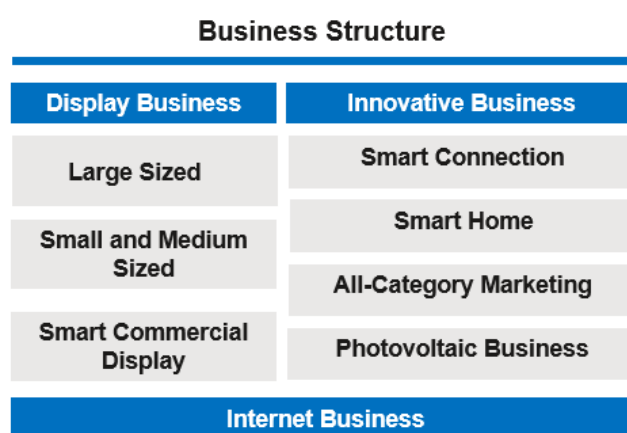 Business Structure
Display Business
Large Sized
Small and Medium
Sized
Smart Commercial
Display
Innovative Business
Smart Connection
Smart Home
All-Category Marketing
Photovoltaic Business
Internet Business